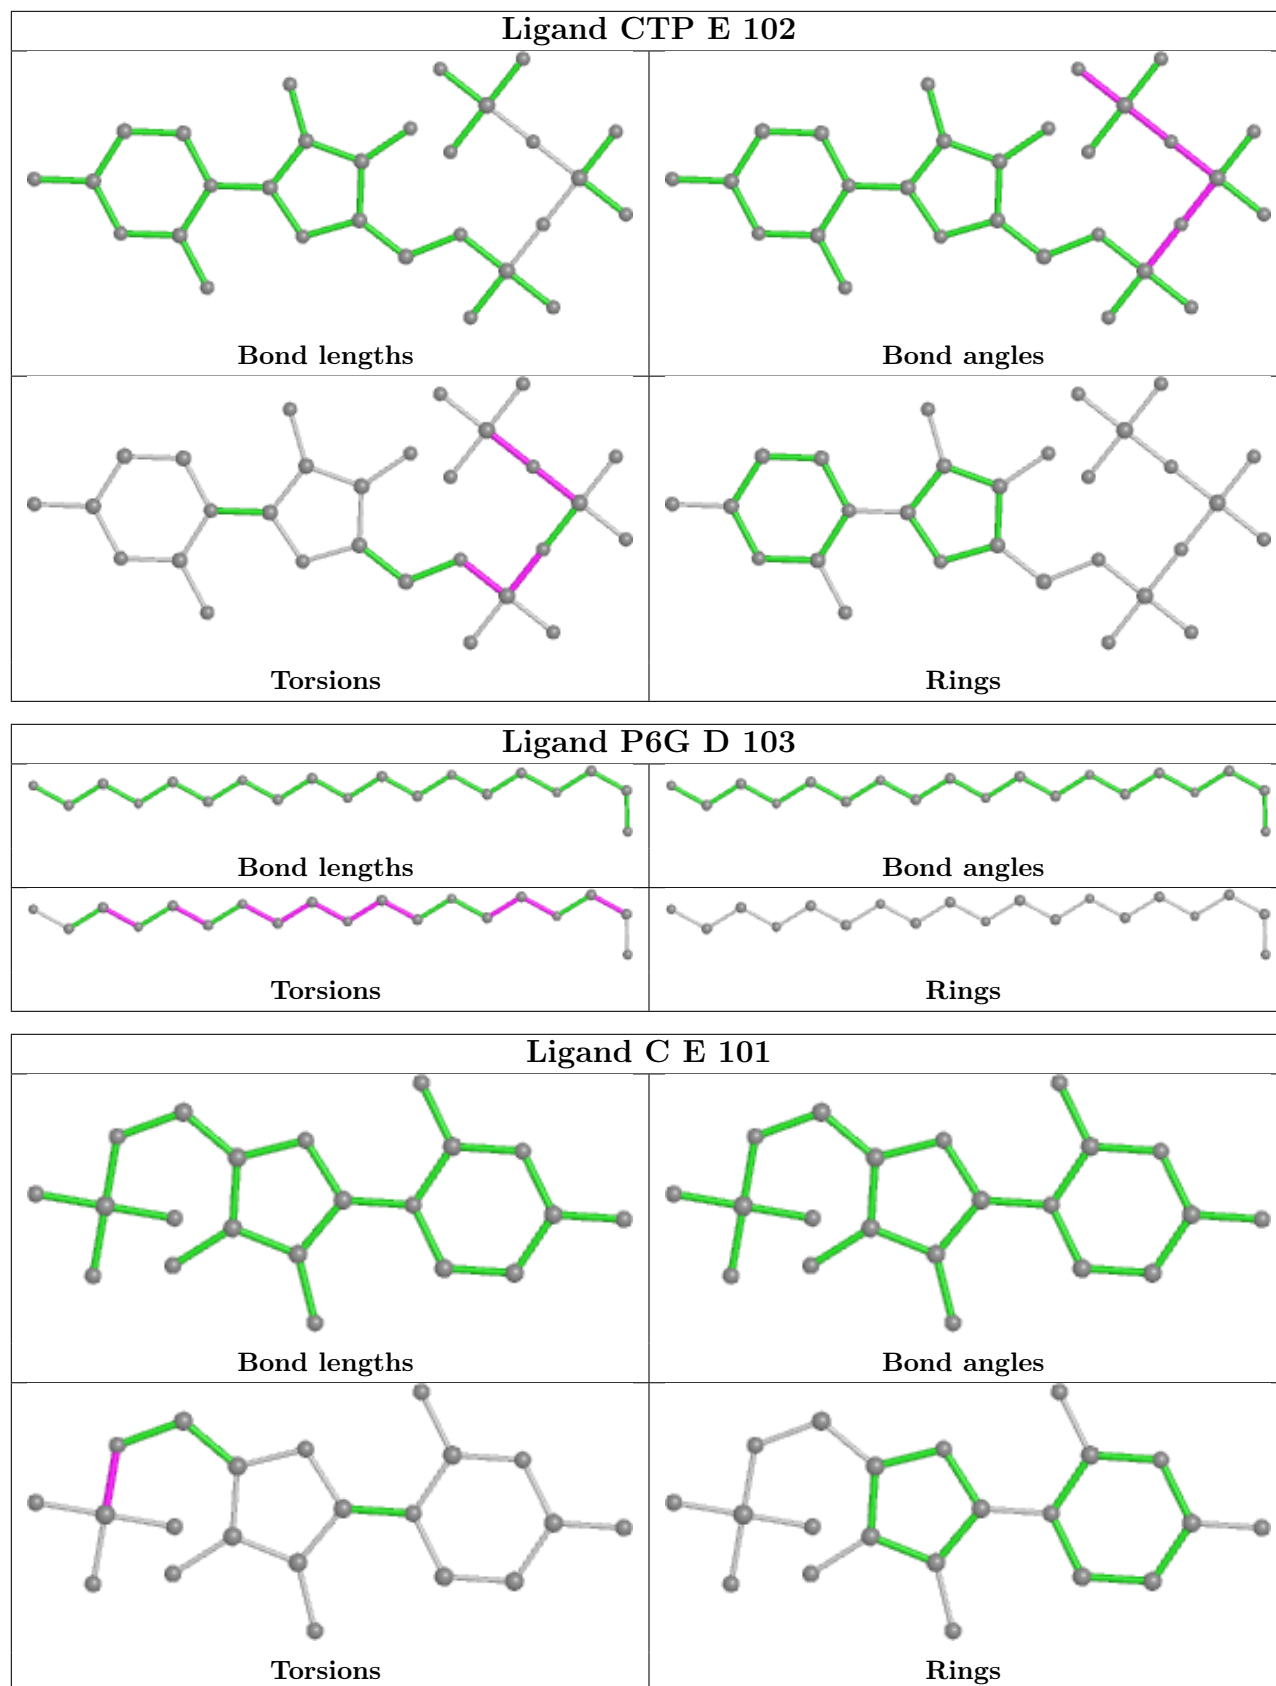 Ligand CTP E 102
Bond lengths
Bond angles
Torsions
Rings
Ligand P6G D 103
Bond lengths
Bond angles
Torsions
Rings
Ligand C E 101
Bond lengths
Bond angles
Torsions
Rings